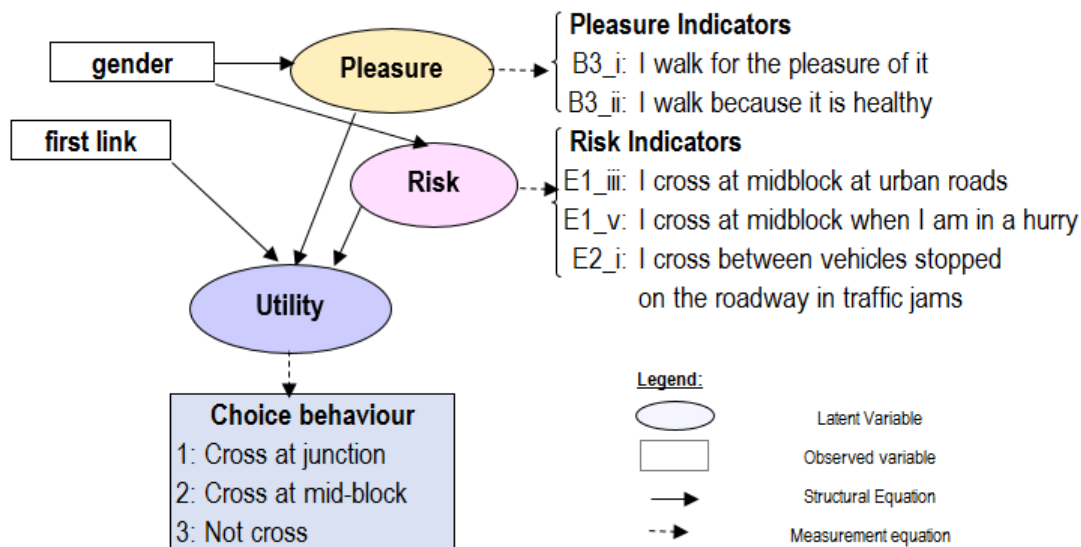 gender
first link
Pleasure
Risk
Utility
Pleasure Indicators
B3_i: I walk for the pleasure of it
B3_ii: I walk because it is healthy
Risk Indicators
E1_iii: I cross at midblock at urban roads
E1_v: I cross at midblock when I am in a hurry
E2_i: I cross between vehicles stopped
on the roadway in traffic jams
Choice behaviour
1: Cross at junction
2: Cross at mid-block
3: Not cross
Legend:
Latent Variable
Observed variable
Structural Equation
Measurement equation